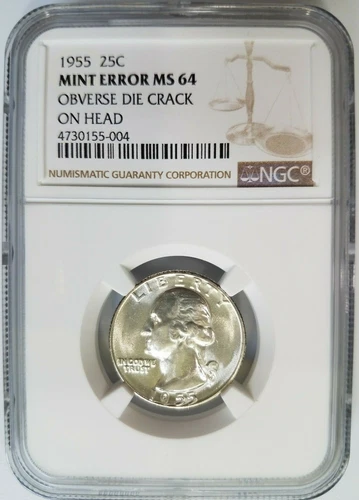 1955 25C
MINT ERROR MS 64
OBVERSE DIE CRACK
ON HEAD
4730155-004
NUMISMATIC GUARANTY CORPORATION
NGC®
LIBERTY
IN GOD WE
TRUST
1955